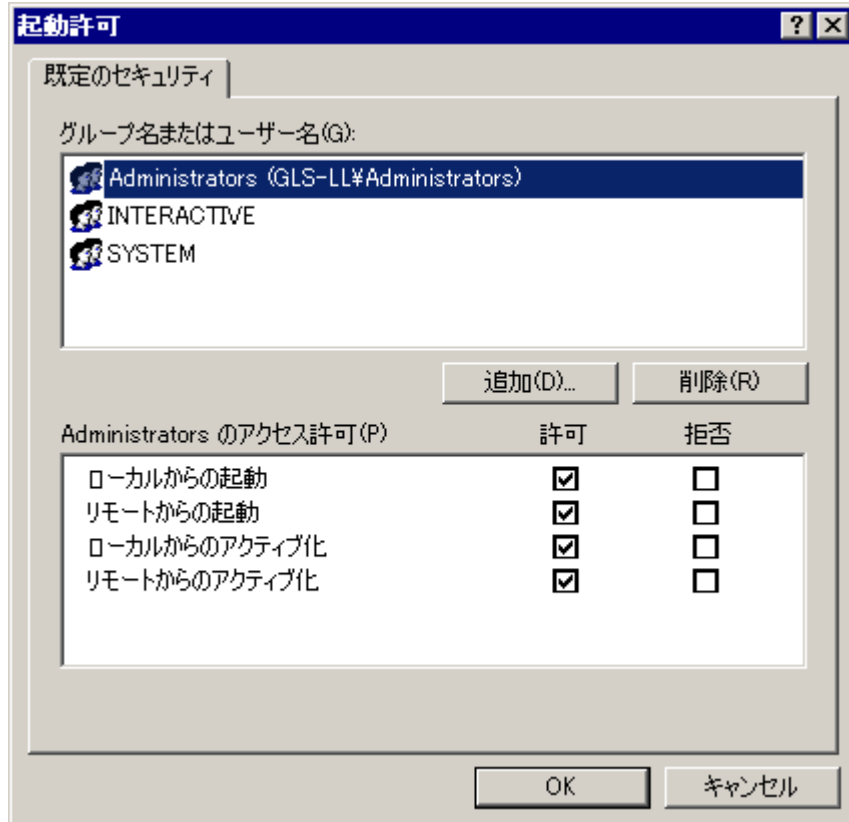 起動許可
既定のセキュリティ
グループ名またはユーザー名(G):
Administrators (GLS-LL¥Administrators)
INTERACTIVE
SYSTEM
追加(D)... 削除(R)
Administrators のアクセス許可(P) 許可 拒否
ローカルからの起動
リモートからの起動
ローカルからのアクティブ化
リモートからのアクティブ化
OK キャンセル